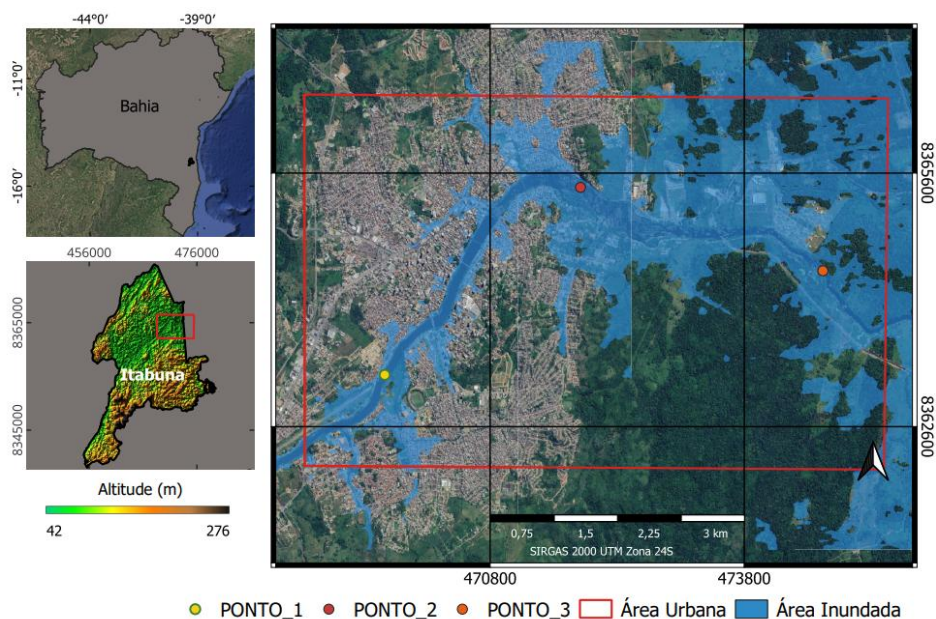 -44°0' -39°0'
-11°0'
Bahia
-16°0'
456000 476000
8365000
Itabuna
8345000
Altitude (m)
42 276
8365600
8362600
0,75 1,5 2,25 3 km
SIRGAS 2000 UTM Zona 24S
470800 473800
PONTO_1 PONTO_2 PONTO_3 Área Urbana Área Inundada